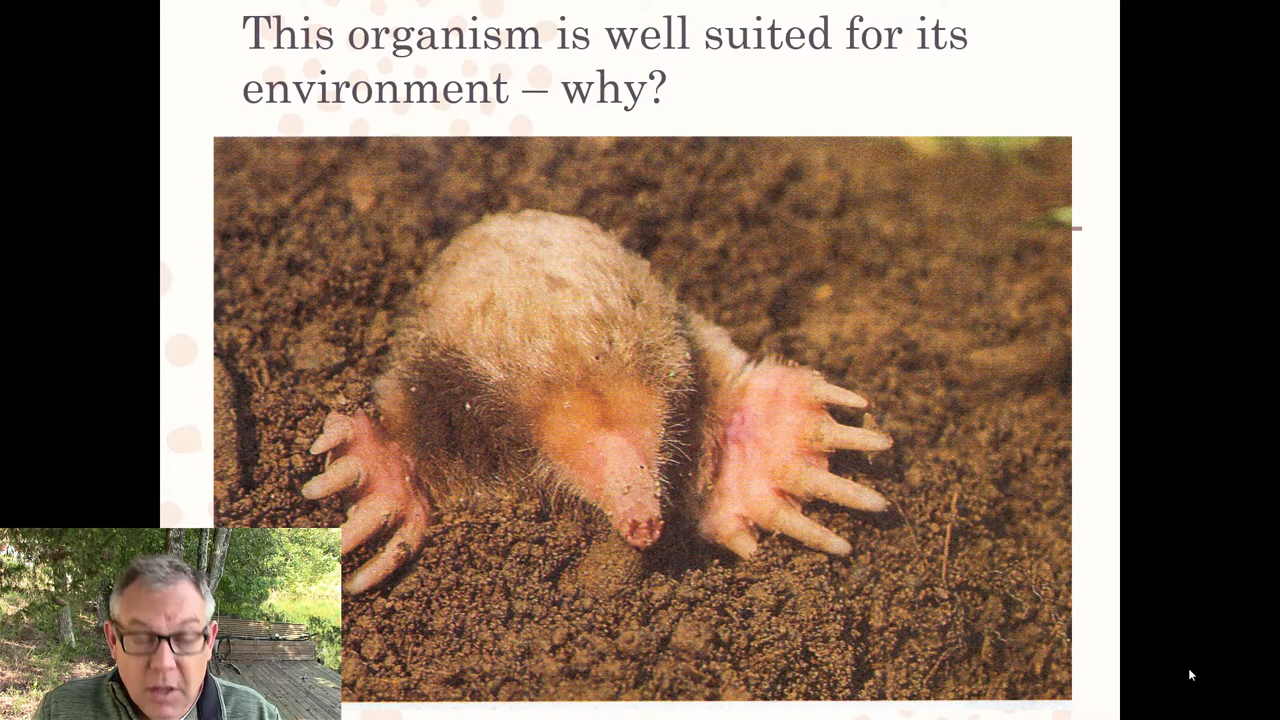 This organism is well suited for its
environment – why?